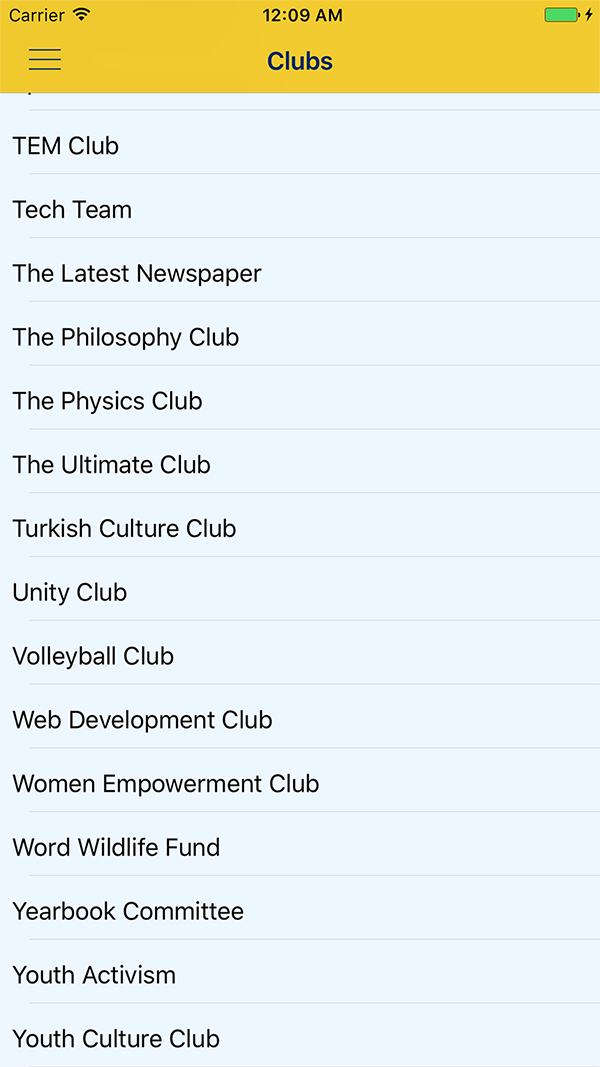 Carrier 12:09 AM
Clubs
TEM Club
Tech Team
The Latest Newspaper
The Philosophy Club
The Physics Club
The Ultimate Club
Turkish Culture Club
Unity Club
Volleyball Club
Web Development Club
Women Empowerment Club
Word Wildlife Fund
Yearbook Committee
Youth Activism
Youth Culture Club